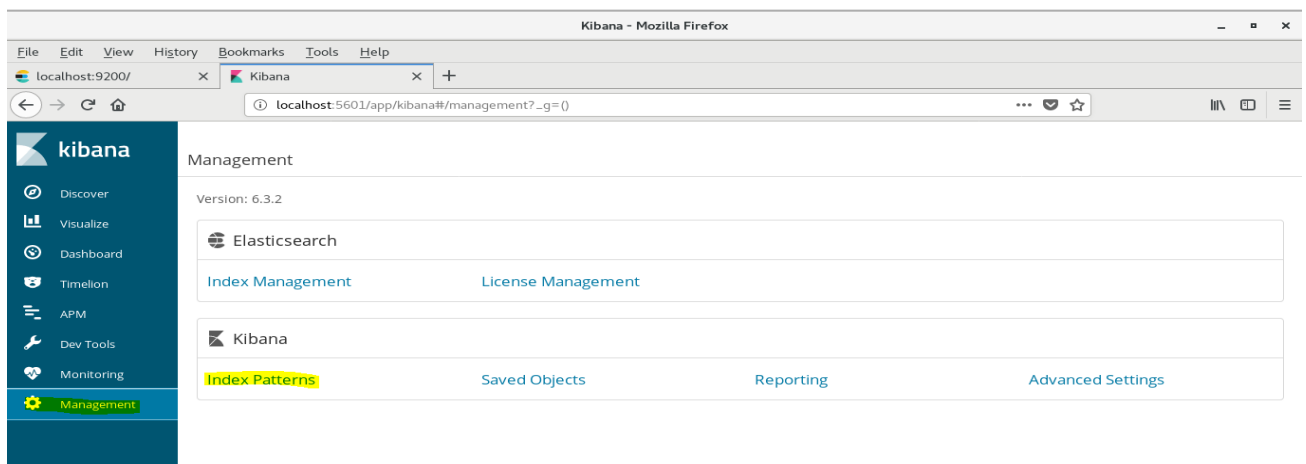 Kibana - Mozilla Firefox
File Edit View History Bookmarks Tools Help
localhost:9200/ Kibana
localhost:5601/app/kibana#/management?_g=()
kibana
Management
Discover
Version: 6.3.2
Visualize
Elasticsearch
Dashboard
Index Management License Management
Timelion
APM
Kibana
Dev Tools
Monitoring
Index Patterns Saved Objects Reporting Advanced Settings
Management